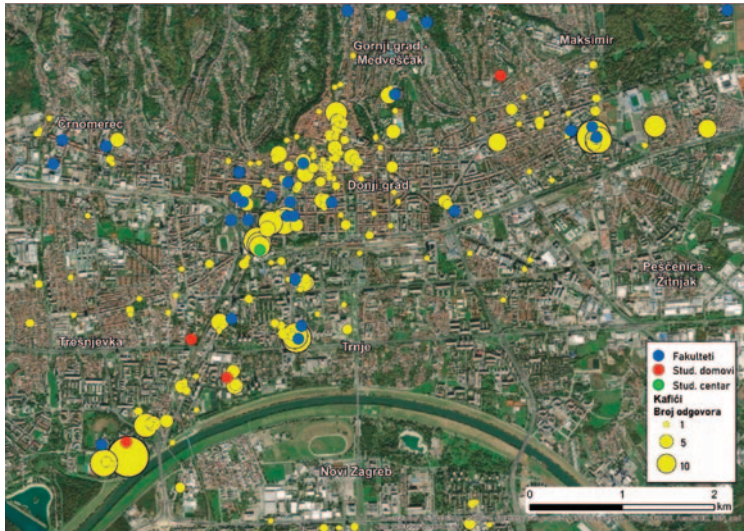 Gornji grad -
Medveščak
Maksimir
Črnomerec
Donji grad
Peščenica -
Žitnjak
Trešnjevka
Trnje
Novi Zagreb
Fakulteti
Stud. domovi
Stud. centar
Kafići
Broj odgovora
1
5
10
0 1 2
km